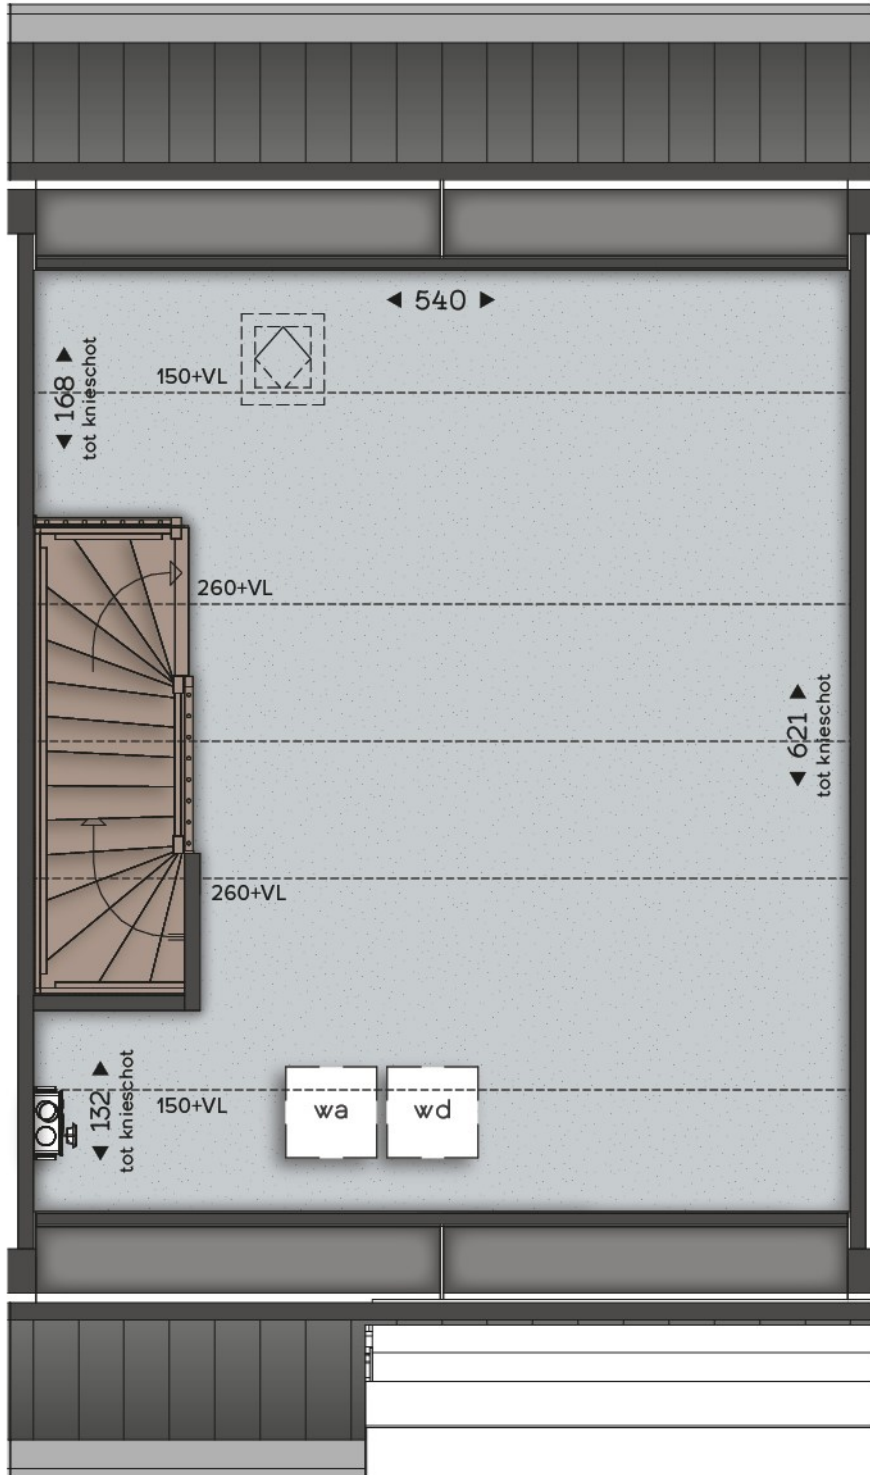 ◄ 540 ►
◄ 168 ►
tot knieschot
150+VL
260+VL
◄ 621 ►
tot knieschot
260+VL
◄ 132 ►
tot knieschot
150+VL
wa
wd